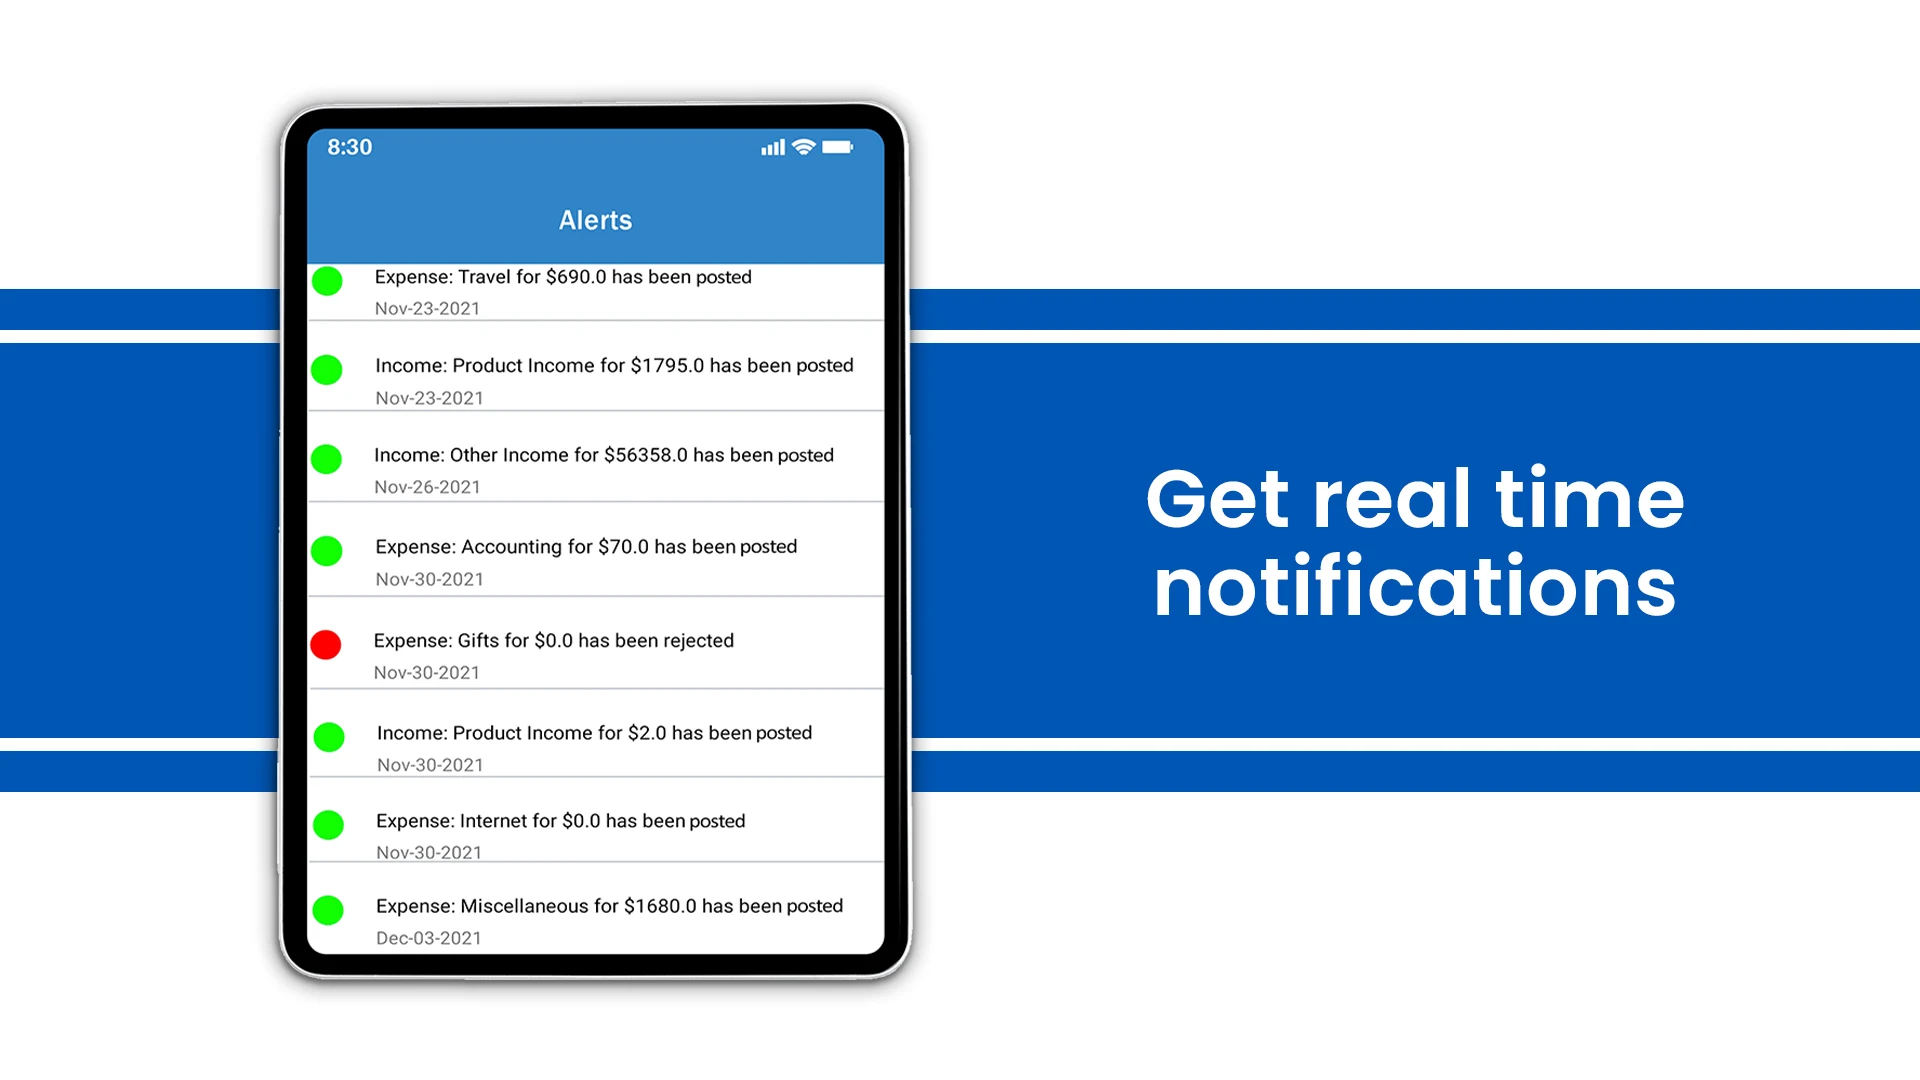 8:30
Alerts
Expense: Travel for $690.0 has been posted
Nov-23-2021
Income: Product Income for $1795.0 has been posted
Nov-23-2021
Income: Other Income for $56358.0 has been posted
Nov-26-2021
Expense: Accounting for $70.0 has been posted
Nov-30-2021
Expense: Gifts for $0.0 has been rejected
Nov-30-2021
Income: Product Income for $2.0 has been posted
Nov-30-2021
Expense: Internet for $0.0 has been posted
Nov-30-2021
Expense: Miscellaneous for $1680.0 has been posted
Dec-03-2021
Get real time
notifications